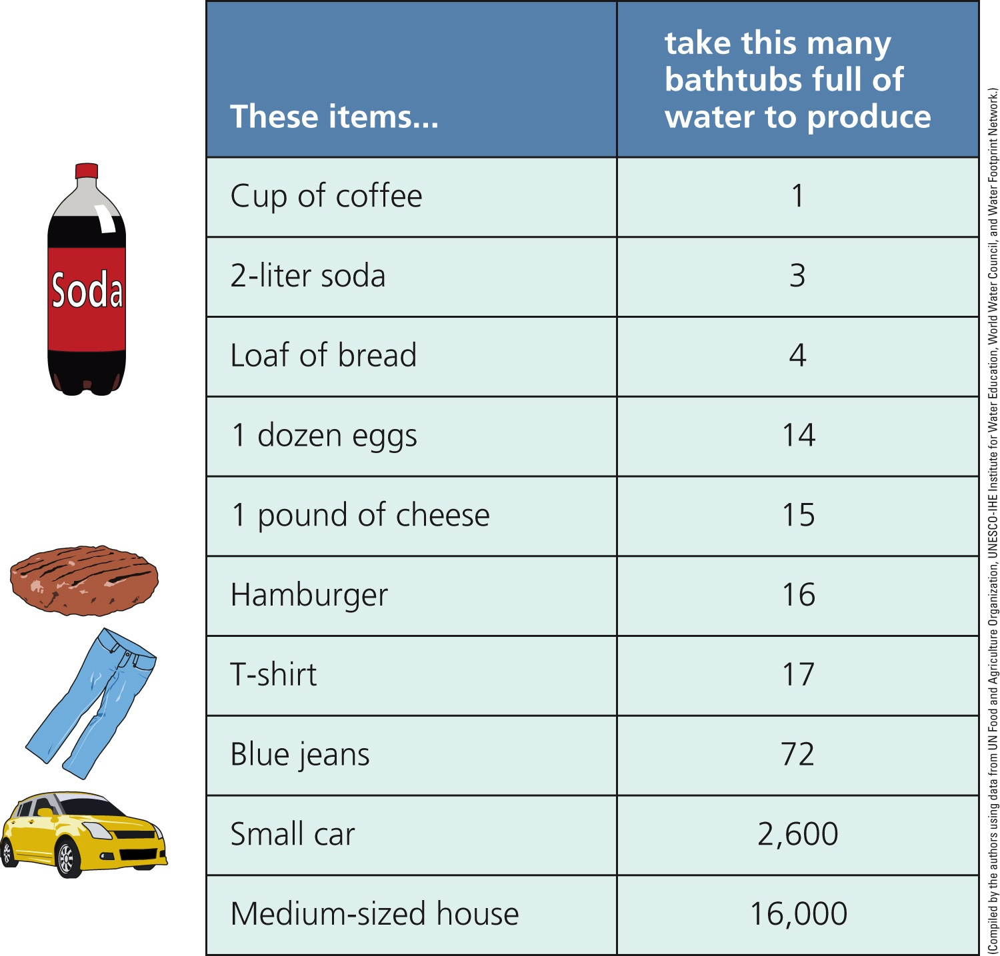 These items...
take this many
bathtubs full of
water to produce
Cup of coffee
1
2-liter soda
3
Loaf of bread
4
1 dozen eggs
14
1 pound of cheese
15
Hamburger
16
T-shirt
17
Blue jeans
72
Small car
2,600
Medium-sized house
16,000
Soda
(Compiled by the authors using data from UN Food and Agriculture Organization, UNESCO-IHE Institute for Water Education, World Water Council, and Water Footprint Network.)